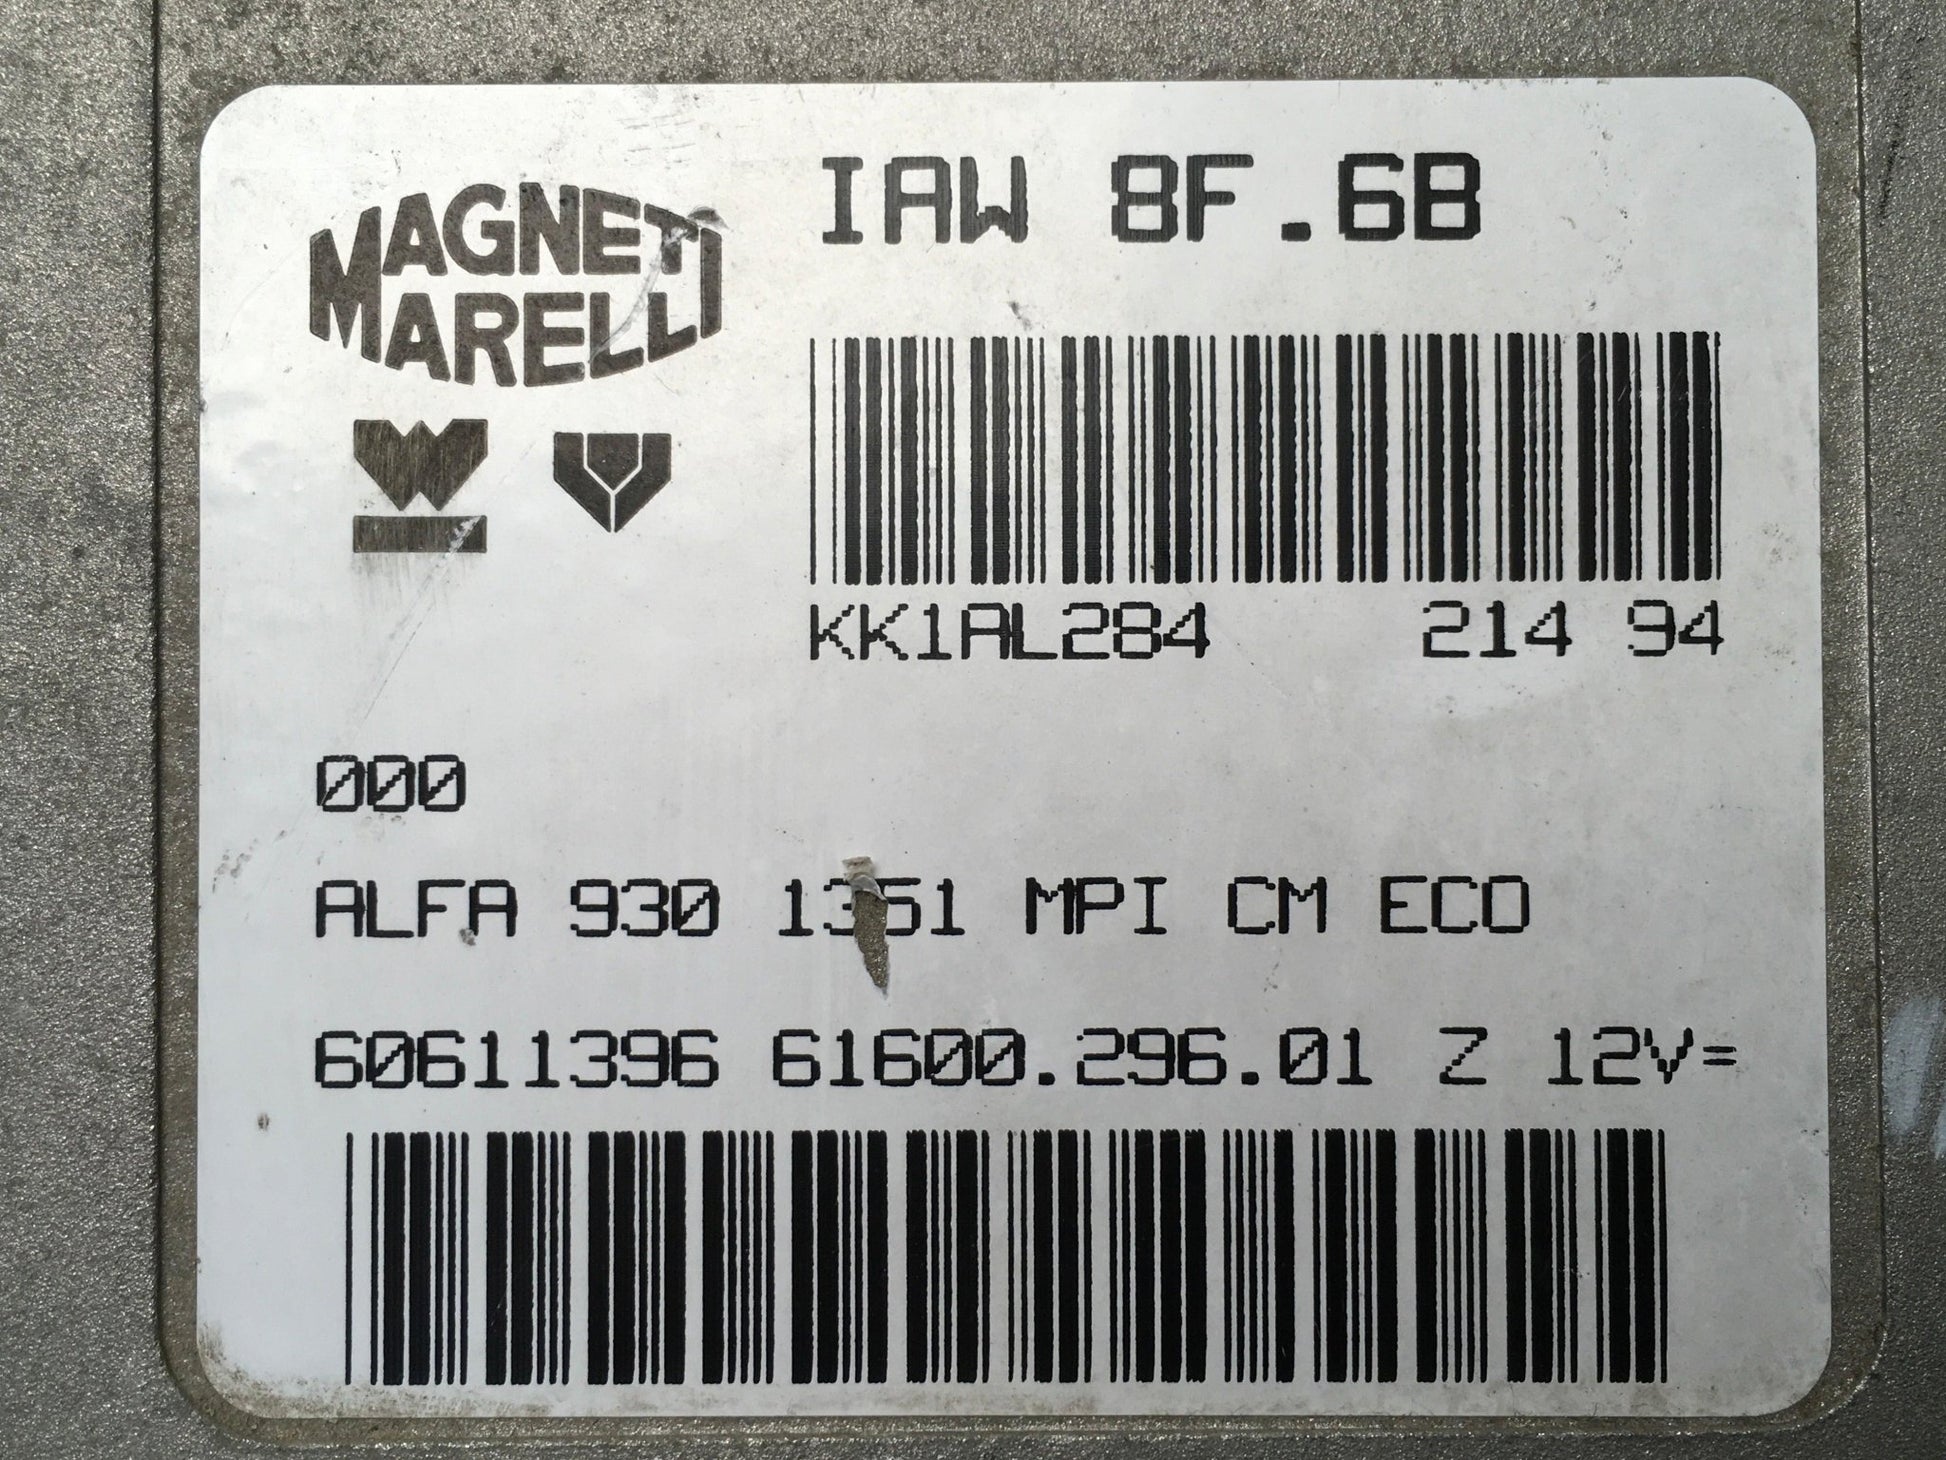 MAGNETI
MARELLI
IAW 8F.6B
KK1AL284 214 94
000
ALFA 930 1351 MPI CM ECO
60611396 61600.296.01 Z 12V=